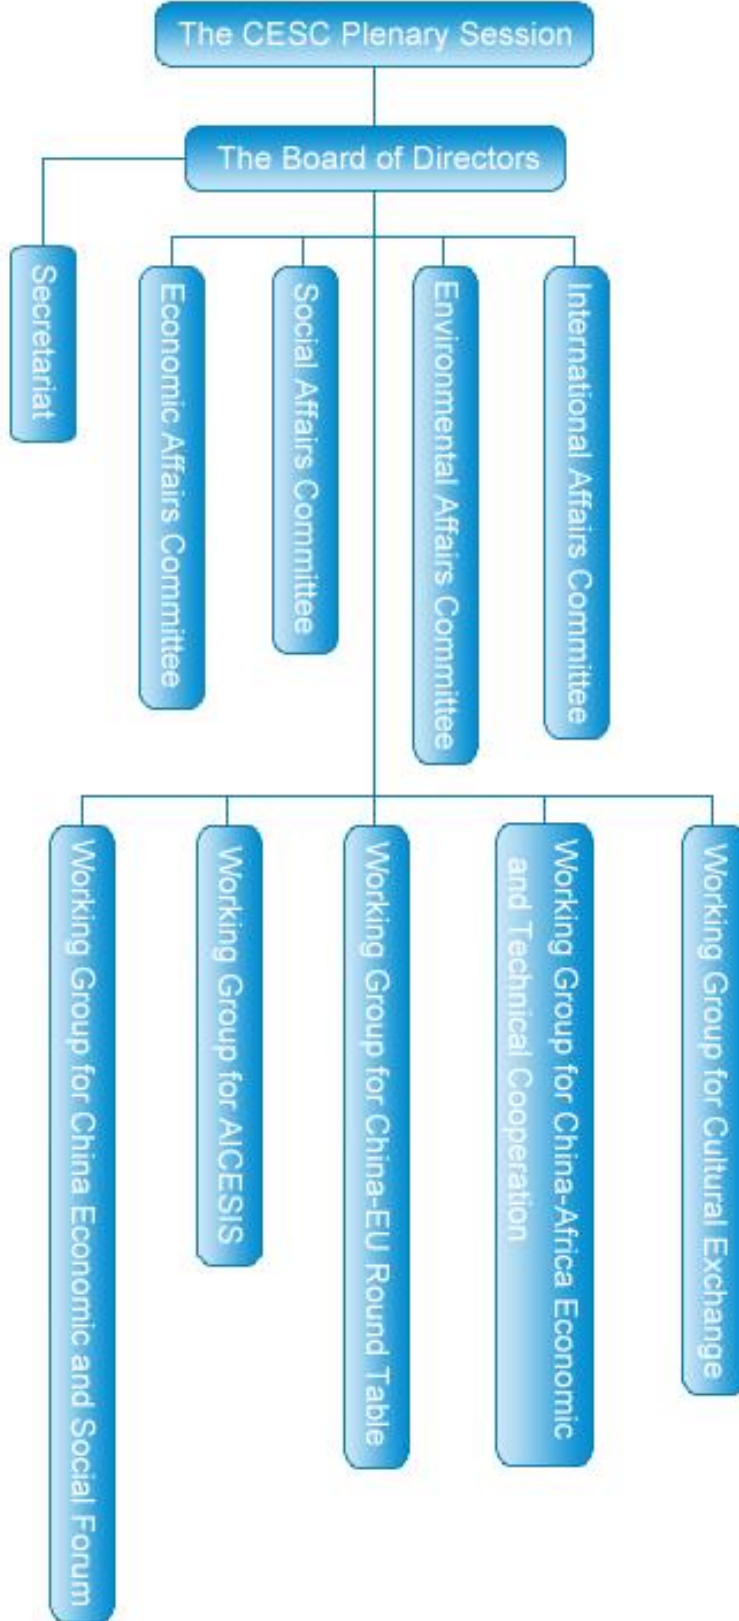 The CESC Plenary Session
The Board of Directors
Secretariat
Economic Affairs Committee
Social Affairs Committee
Environmental Affairs Committee
International Affairs Committee
Working Group for China Economic and Social Forum
Working Group for AICESIS
Working Group for China-EU Round Table
Working Group for China-Africa Economic
and Technical Cooperation
Working Group for Cultural Exchange